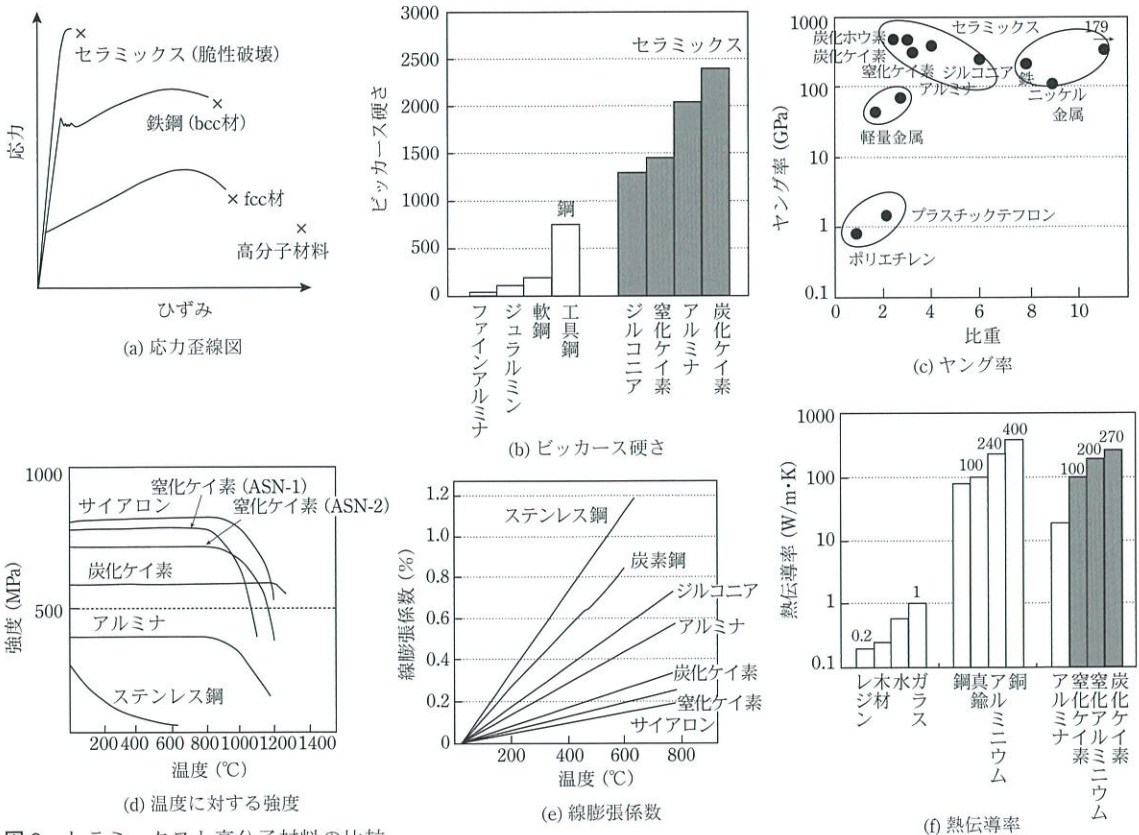 応力
セラミックス (脆性破壊)
鉄鋼 (bcc材)
fcc材
高分子材料
ひずみ
(a) 応力歪線図
ビッカース硬さ
3000
2500
2000
1500
1000
500
0
セラミックス
鋼
ファインアルミナ
ジュラルミン
軟鋼
工具鋼
ジルコニア
窒化ケイ素
アルミナ
炭化ケイ素
(b) ビッカース硬さ
ヤング率 (GPa)
1000
100
10
1
0.1
セラミックス
179
炭化ホウ素
炭化ケイ素
窒化ケイ素
ジルコニア
アルミナ
鉄
ニッケル
金属
軽量金属
プラスチックテフロン
ポリエチレン
0 2 4 6 8 10
比重
(c) ヤング率
強度 (MPa)
1000
500
窒化ケイ素 (ASN-1)
サイアロン
窒化ケイ素 (ASN-2)
炭化ケイ素
アルミナ
ステンレス鋼
200 400 600 800 1000 1200 1400
温度 (℃)
(d) 温度に対する強度
線膨張係数 (%)
1.2
1.0
0.8
0.6
0.4
0.2
0
ステンレス鋼
炭素鋼
ジルコニア
アルミナ
炭化ケイ素
窒化ケイ素
サイアロン
200 400 600 800
温度 (℃)
(e) 線膨張係数
熱伝導率 (W/m・K)
1000
100
10
1
0.1
0.2
1
100
240
400
100
200
270
レジン
木材
水
ガラス
鋼
真鍮
アルミニウム
銅
アルミナ
窒化ケイ素
窒化アルミニウム
炭化ケイ素
(f) 熱伝導率